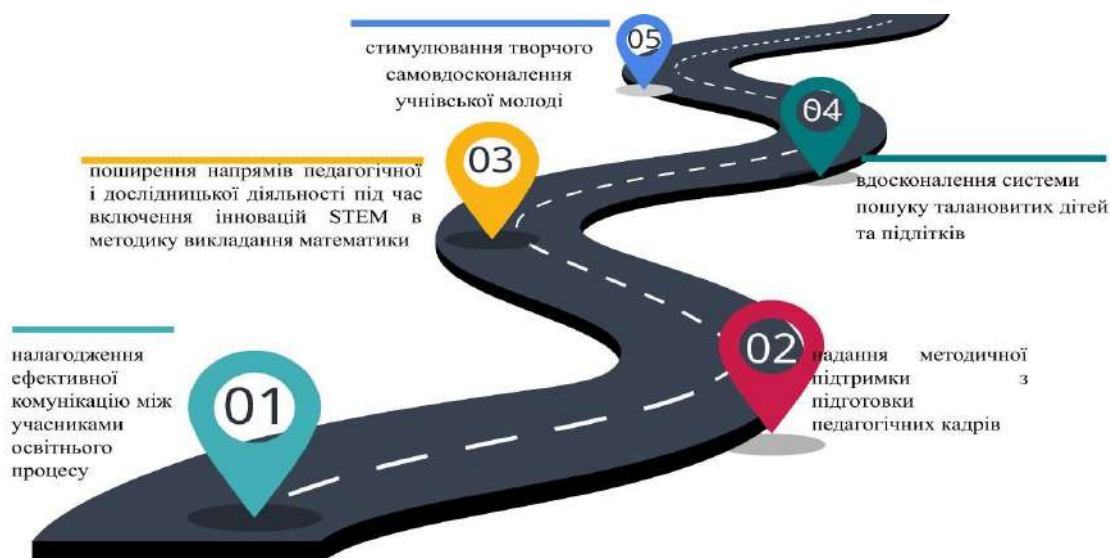 05
стимулювання творчого
самовдосконалення
учнівської молоді
04
вдосконалення системи
пошуку талановитих дітей
та підлітків
03
поширення напрямів педагогічної
і дослідницької діяльності під час
включення інновацій STEM в
методику викладання математики
02
надання методичної
підтримки з
підготовки
педагогічних кадрів
01
налагодження
ефективної
комунікацію між
учасниками
освітнього
процесу